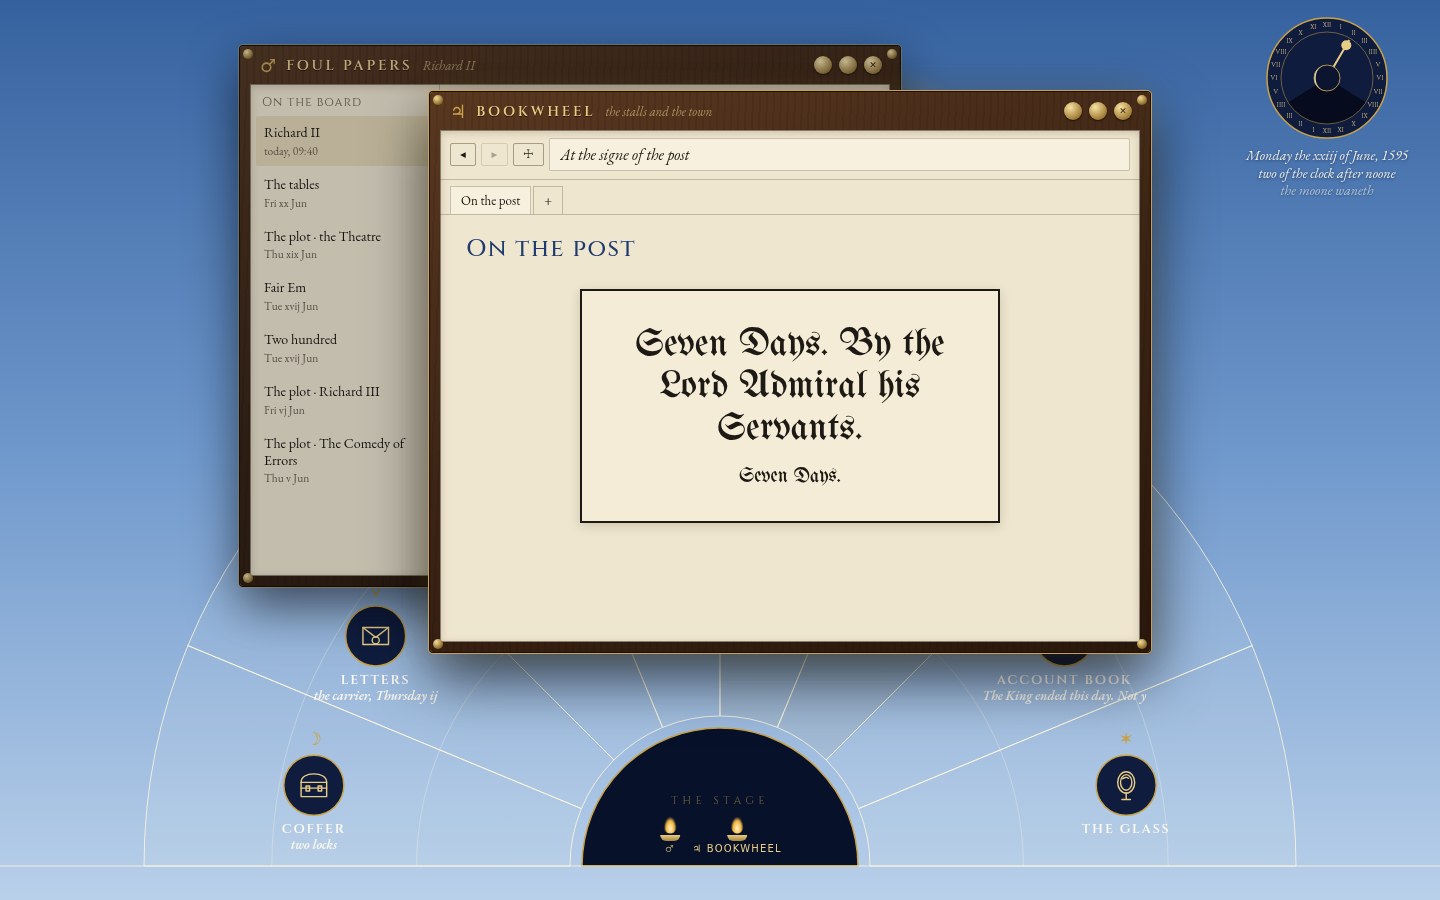 FOUL PAPERS Richard II
On the board
Richard II
today, 09:40
The tables
Fri xx Jun
The plot · the Theatre
Thu xix Jun
Fair Em
Tue xvij Jun
Two hundred
Tue xvij Jun
The plot · Richard III
Fri vj Jun
The plot · The Comedy of
Errors
Thu v Jun
BOOKWHEEL the stalls and the town
At the signe of the post
On the post +
On the post
Seven Days. By the
Lord Admiral his
Servants.
Seven Days.
Monday the xxiij of June, 1595
two of the clock after noone
the moone waneth
LETTERS
the carrier, Thursday ij
COFFER
two locks
ACCOUNT BOOK
The King ended this day. Not y
THE GLASS
THE STAGE
♂ ♃ BOOKWHEEL